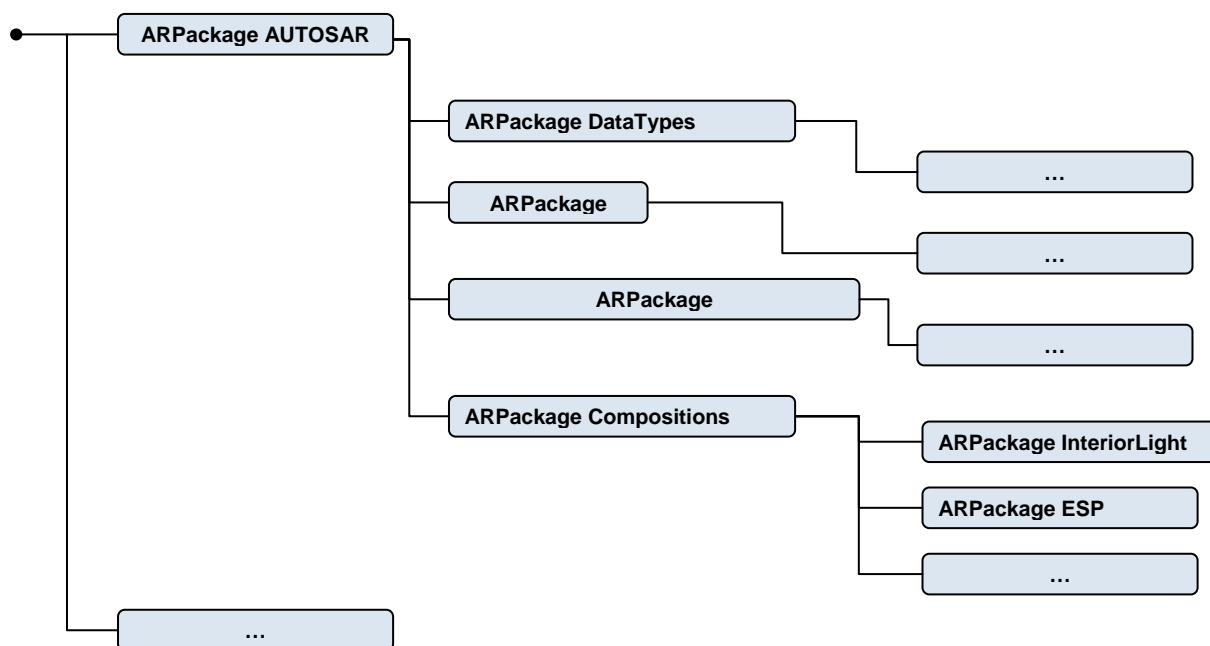 ARPackage AUTOSAR
ARPackage DataTypes
…
ARPackage
…
ARPackage
…
ARPackage Compositions
ARPackage InteriorLight
ARPackage ESP
…
…